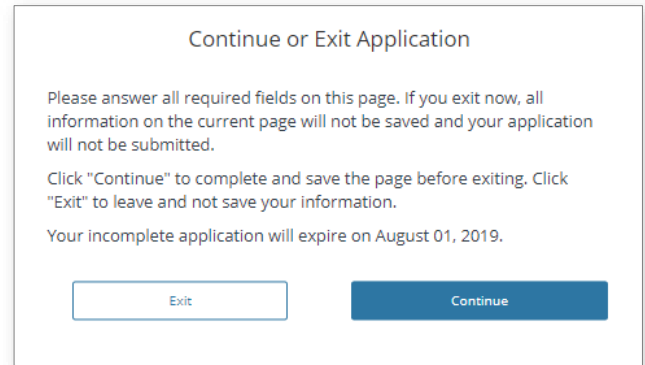 Continue or Exit Application
Please answer all required fields on this page. If you exit now, all
information on the current page will not be saved and your application
will not be submitted.
Click "Continue" to complete and save the page before exiting. Click
"Exit" to leave and not save your information.
Your incomplete application will expire on August 01, 2019.
Exit
Continue